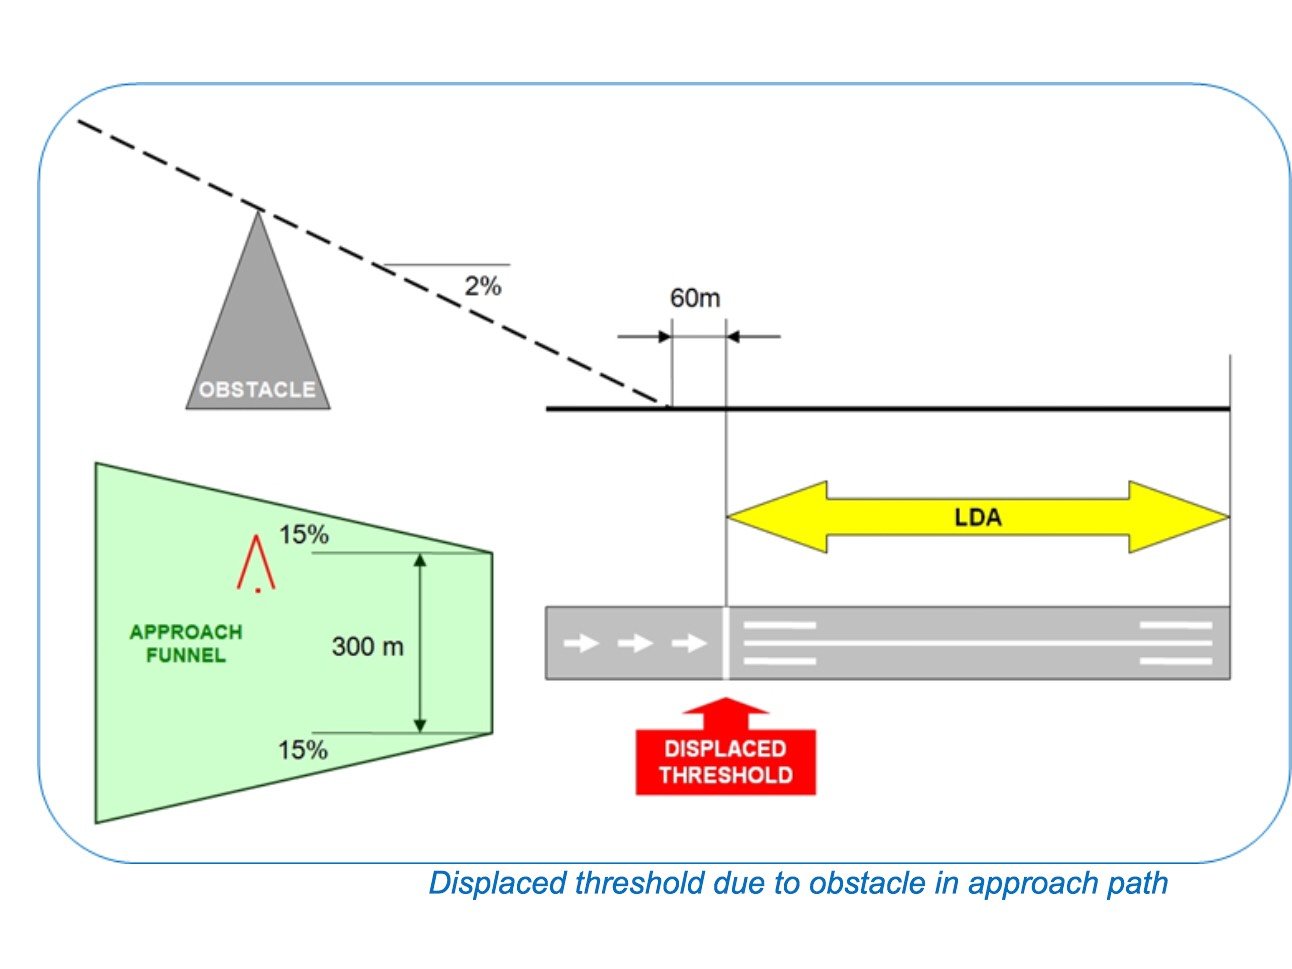 2%
60m
OBSTACLE
LDA
15%
APPROACH
FUNNEL
300 m
15%
DISPLACED
THRESHOLD
Displaced threshold due to obstacle in approach path